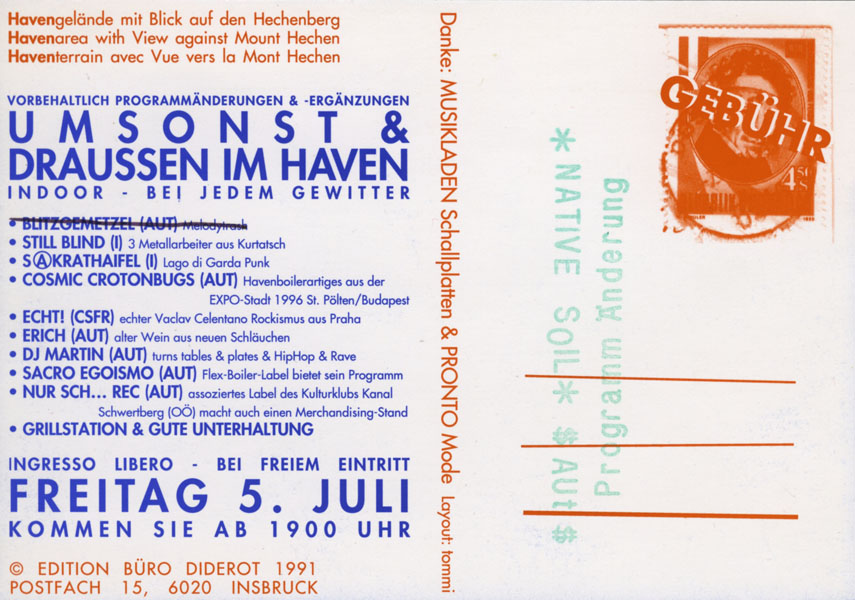 Havengelände mit Blick auf den Hechenberg
Havenarea with View against Mount Hechen
Haventerrain avec Vue vers la Mont Hechen
VORBEHALTLICH PROGRAMMÄNDERUNGEN & -ERGÄNZUNGEN
UMSONST &
DRAUSSEN IM HAVEN
INDOOR - BEI JEDEM GEWITTER
• BLITZGEMETZEL (AUT) Melodytrash
• STILL BLIND (I) 3 Metallarbeiter aus Kurtatsch
• SⒶKRATHAIFEL (I) Lago di Garda Punk
• COSMIC CROTONBUGS (AUT) Havenboilerartiges aus der
EXPO-Stadt 1996 St. Pölten/Budapest
• ECHT! (CSFR) echter Vaclav Celentano Rockismus aus Praha
• ERICH (AUT) alter Wein aus neuen Schläuchen
• DJ MARTIN (AUT) turns tables & plates & HipHop & Rave
• SACRO EGOISMO (AUT) Flex-Boiler-Label bietet sein Programm
• NUR SCH... REC (AUT) assoziertes Label des Kulturklubs Kanal
Schwertberg (OÖ) macht auch einen Merchandising-Stand
• GRILLSTATION & GUTE UNTERHALTUNG
INGRESSO LIBERO - BEI FREIEM EINTRITT
FREITAG 5. JULI
KOMMEN SIE AB 1900 UHR
© EDITION BÜRO DIDEROT 1991
POSTFACH 15, 6020 INSBRUCK
Danke: MUSIKLADEN Schallplatten & PRONTO Mode Layout: tommi
GEBÜHR
4.50
* NATIVE SOIL * $ AUt $
Programm Änderung